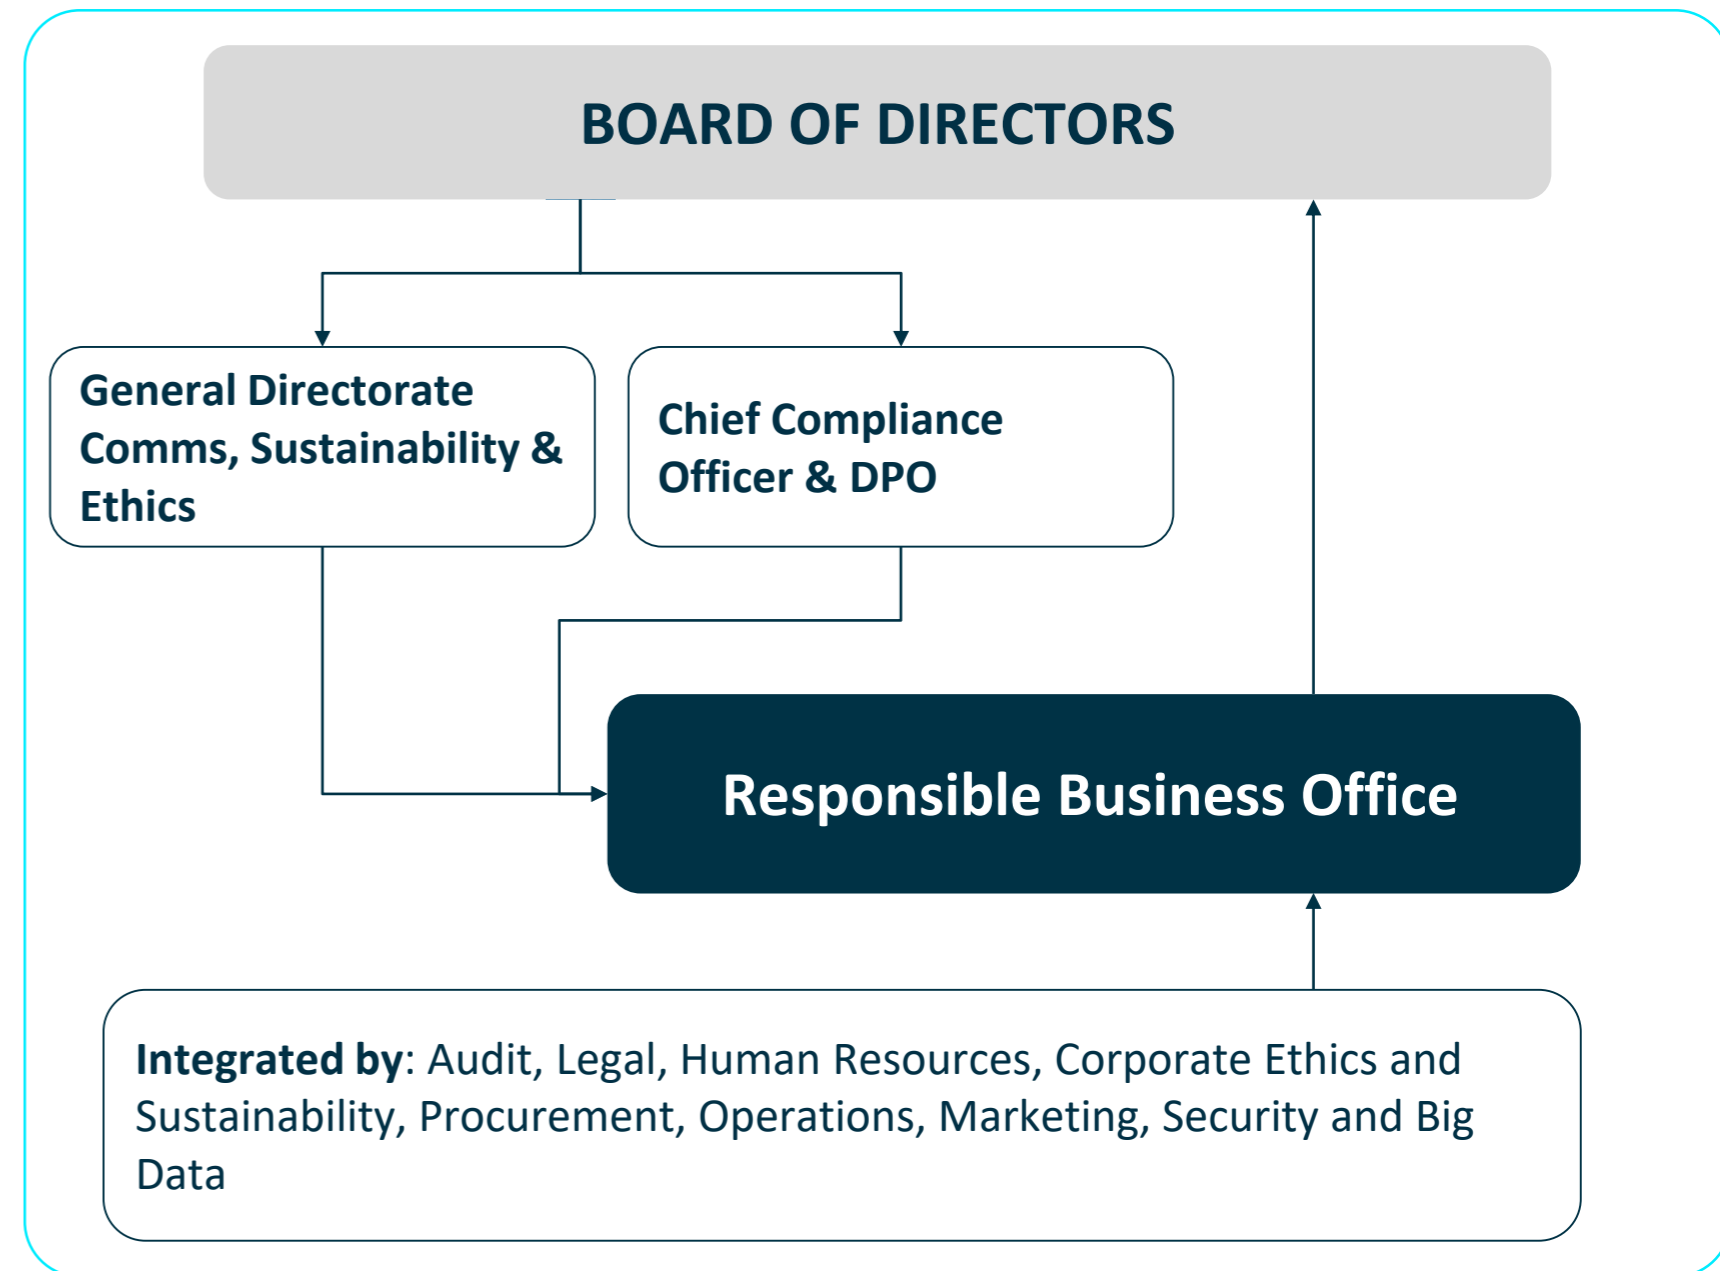 BOARD OF DIRECTORS
General Directorate
Comms, Sustainability &
Ethics
Chief Compliance
Officer & DPO
Responsible Business Office
Integrated by: Audit, Legal, Human Resources, Corporate Ethics and
Sustainability, Procurement, Operations, Marketing, Security and Big
Data